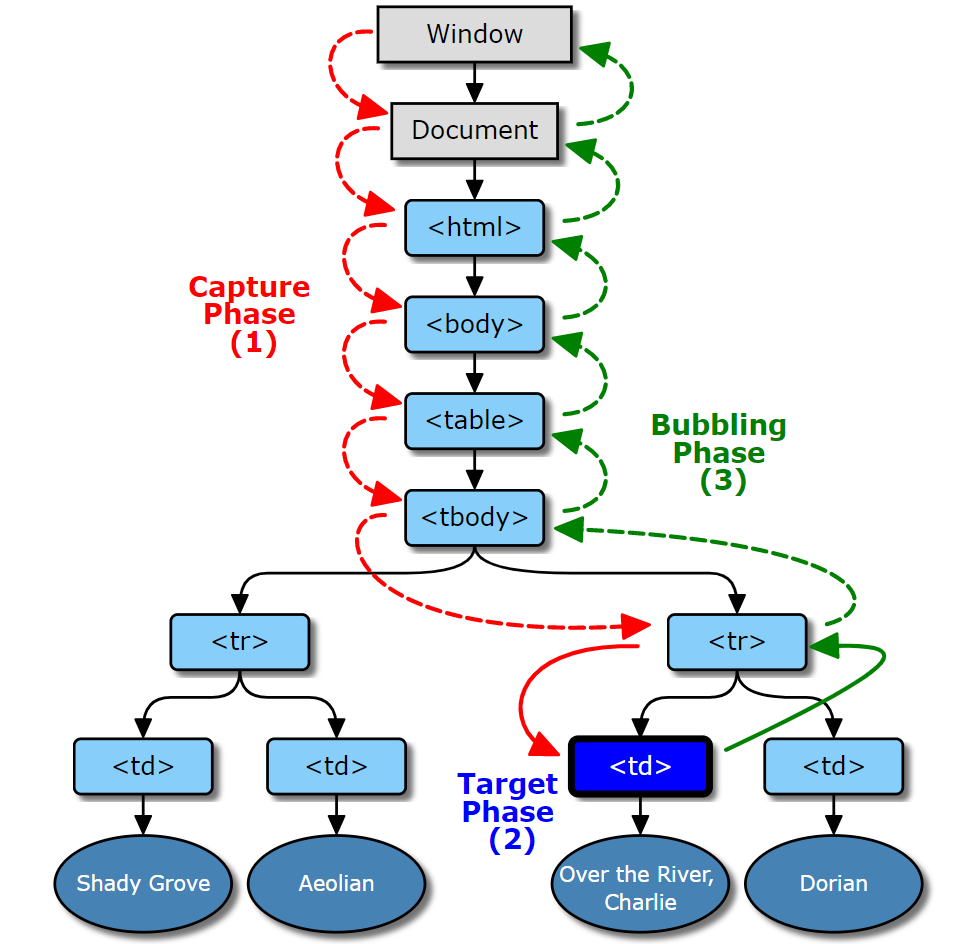 Window
Document
<html>
Capture
Phase
(1)
<body>
<table>
Bubbling
Phase
(3)
<tbody>
<tr>
<tr>
<td>
<td>
<td>
<td>
Target
Phase
(2)
Shady Grove
Aeolian
Over the River,
Charlie
Dorian